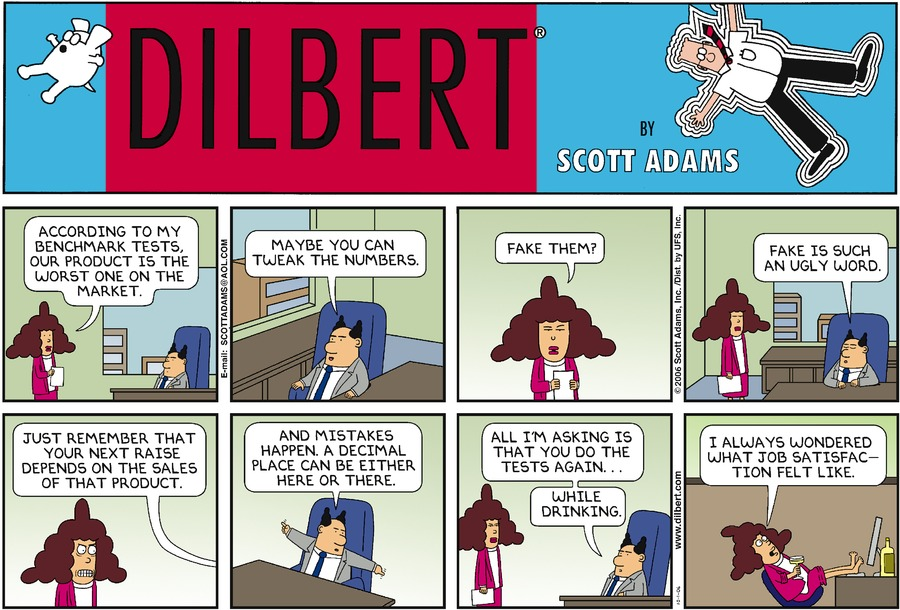 DILBERT®
BY
SCOTT ADAMS
ACCORDING TO MY
BENCHMARK TESTS,
OUR PRODUCT IS THE
WORST ONE ON THE
MARKET.
E-mail: SCOTTADAMS@AOL.COM
MAYBE YOU CAN
TWEAK THE NUMBERS.
FAKE THEM?
© 2006 Scott Adams, Inc. /Dist. by UFS, Inc.
FAKE IS SUCH
AN UGLY WORD.
JUST REMEMBER THAT
YOUR NEXT RAISE
DEPENDS ON THE SALES
OF THAT PRODUCT.
AND MISTAKES
HAPPEN. A DECIMAL
PLACE CAN BE EITHER
HERE OR THERE.
ALL I'M ASKING IS
THAT YOU DO THE
TESTS AGAIN...
WHILE
DRINKING.
www.dilbert.com
10-1-06
I ALWAYS WONDERED
WHAT JOB SATISFAC-
TION FELT LIKE.